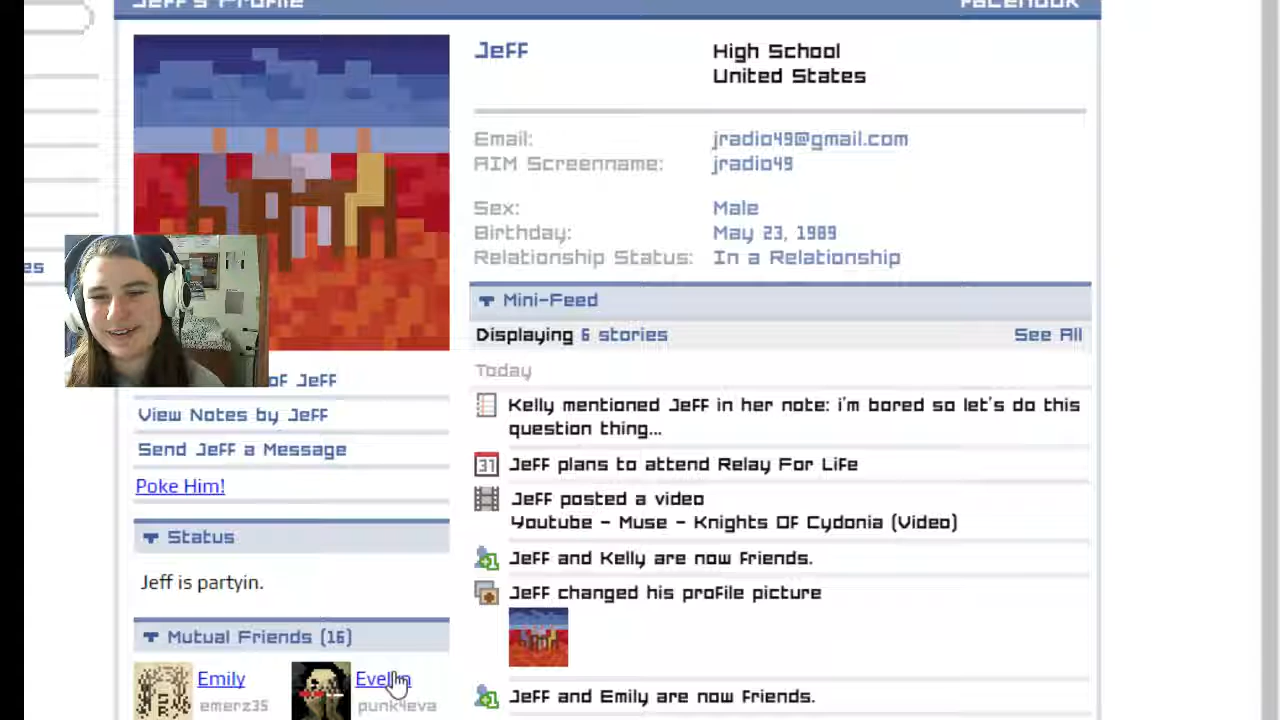 Jeff's Profile
Facebook
Jeff
High School
United States
Email: jradio49@gmail.com
AIM Screenname: jradio49
Sex: Male
Birthday: May 23, 1989
Relationship Status: In a Relationship
Mini-Feed
Displaying 6 stories
See All
Today
Kelly mentioned Jeff in her note: i'm bored so let's do this
question thing...
Jeff plans to attend Relay For Life
Jeff posted a video
Youtube - Muse - Knights Of Cydonia (Video)
Jeff and Kelly are now friends.
Jeff changed his profile picture
Jeff and Emily are now friends.
es
of Jeff
View Notes by Jeff
Send Jeff a Message
Poke Him!
Status
Jeff is partyin.
Mutual Friends (16)
Emily
emerz35
Evelyn
punk4eva
31